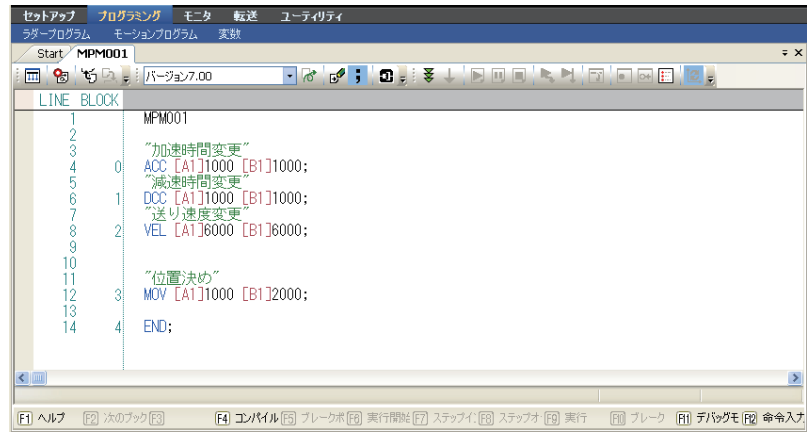 セットアップ プログラミング モニタ 転送 ユーティリティ
ラダープログラム モーションプログラム 変数
Start MPM001
バージョン7.00
LINE BLOCK
1 MPM001
2
3 "加速時間変更"
4 0 ACC [A1]1000 [B1]1000;
5 "減速時間変更"
6 1 DCC [A1]1000 [B1]1000;
7 "送り速度変更"
8 2 VEL [A1]6000 [B1]6000;
9
10
11 "位置決め"
12 3 MOV [A1]1000 [B1]2000;
13
14 4 END;
F1 ヘルプ F2 次のブック F3 F4 コンパイル F5 ブレークポ F6 実行開始 F7 ステップイ F8 ステップオ F9 実行 F10 ブレーク F11 デバッグモ F12 命令入力